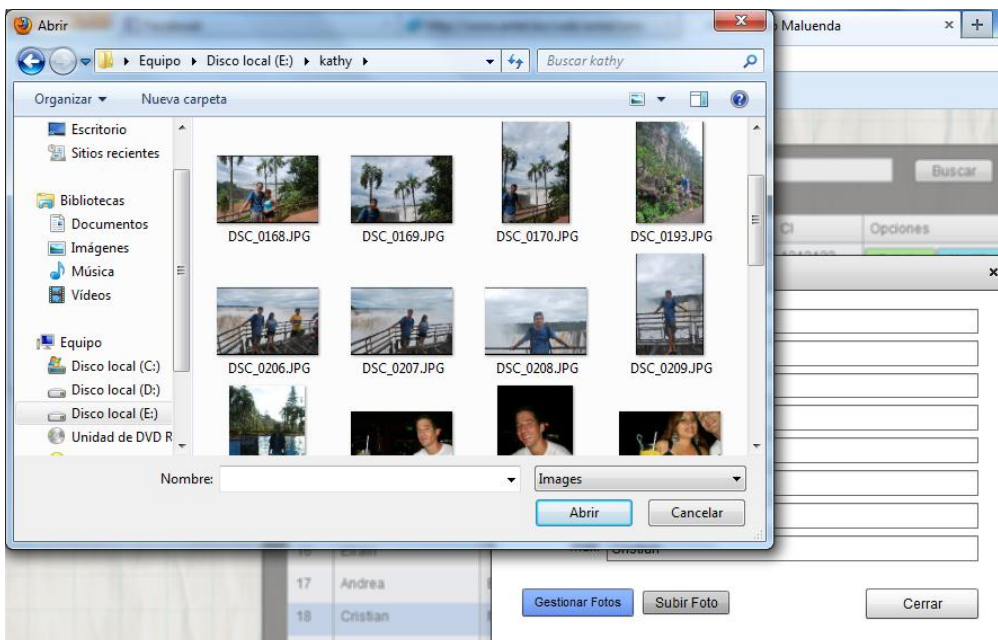 Abrir
Maluenda
Equipo Disco local (E:) kathy
Buscar kathy
Organizar Nueva carpeta
Escritorio
Sitios recientes
Bibliotecas
Documentos
Imágenes
Música
Vídeos
Equipo
Disco local (C:)
Disco local (D:)
Disco local (E:)
Unidad de DVD R
DSC_0168.JPG DSC_0169.JPG DSC_0170.JPG DSC_0193.JPG
DSC_0206.JPG DSC_0207.JPG DSC_0208.JPG DSC_0209.JPG
Nombre: Images
Abrir Cancelar
Buscar
CI Opciones
17 Andrea
18 Cristian
Gestionar Fotos Subir Foto Cerrar